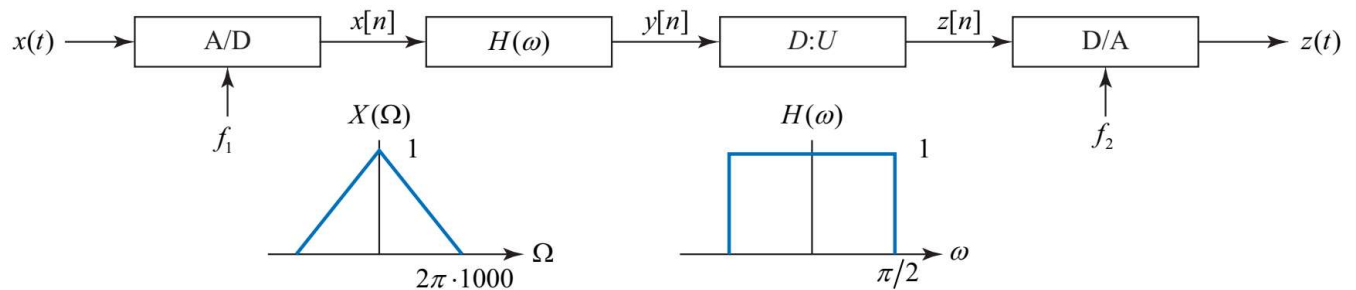 x(t) A/D x[n] H(ω) y[n] D:U z[n] D/A z(t)
f₁ X(Ω) H(ω) f₂
1 1
Ω ω
2π·1000 π/2